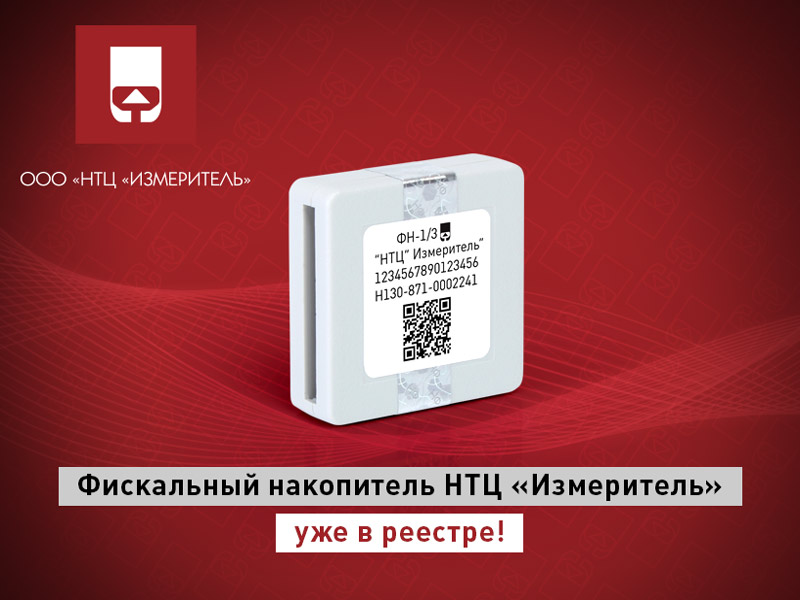 ООО «НТЦ «ИЗМЕРИТЕЛЬ»
ФН-1/3
"НТЦ" Измеритель"
1234567890123456
Н130-871-0002241
Фискальный накопитель НТЦ «Измеритель»
уже в реестре!